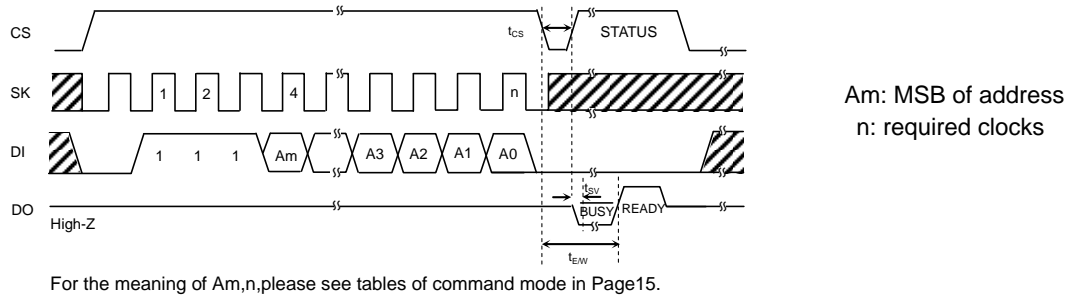 CS
tCS
STATUS
SK
1 2 4 n
Am: MSB of address
n: required clocks
DI
1 1 1 Am A3 A2 A1 A0
tSV
DO
BUSY READY
High-Z
tE/W
For the meaning of Am,n,please see tables of command mode in Page15.